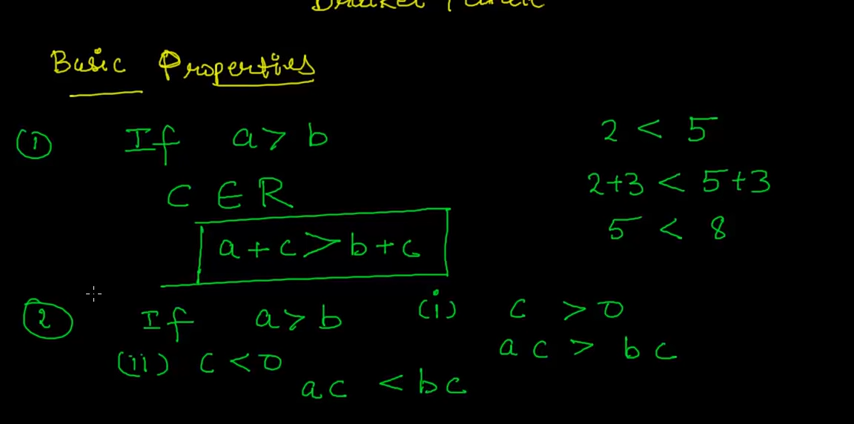 Basic Properties
(1) If a > b
C ∈ R
a + c > b + c
2 < 5
2+3 < 5+3
5 < 8
(2) If a > b (i) c > 0
ac > bc
(ii) c < 0
ac < bc